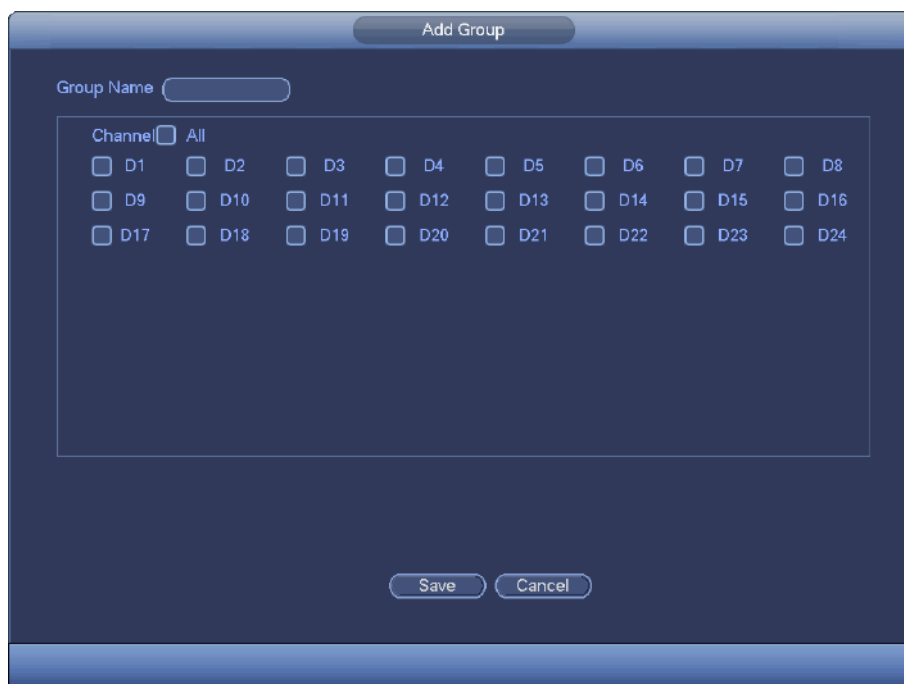 Add Group
Group Name
Channel All
D1 D2 D3 D4 D5 D6 D7 D8
D9 D10 D11 D12 D13 D14 D15 D16
D17 D18 D19 D20 D21 D22 D23 D24
Save Cancel